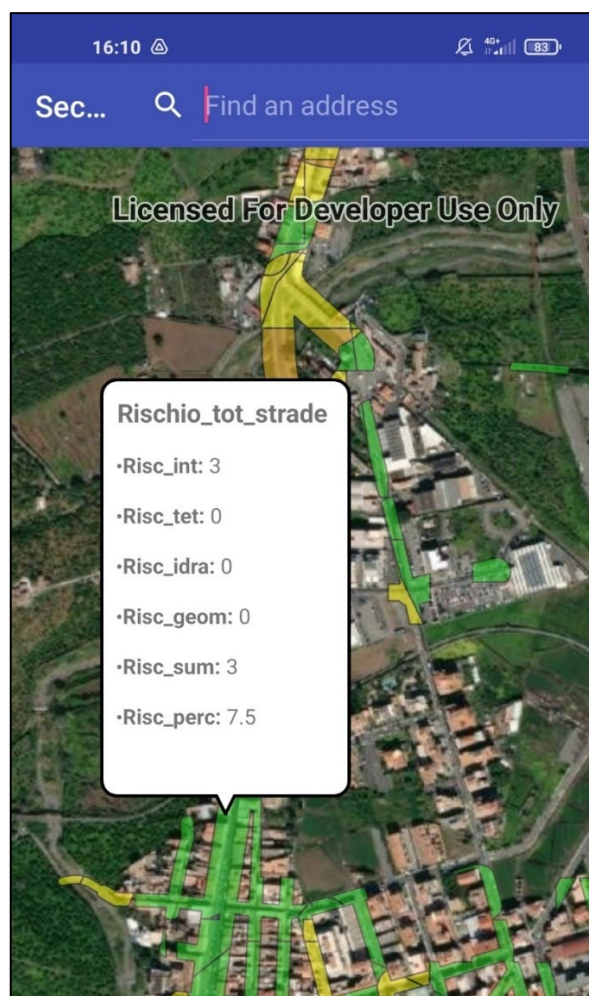 16:10
4G+
83
Sec...
Find an address
Licensed For Developer Use Only
Rischio_tot_strade
•Risc_int: 3
•Risc_tet: 0
•Risc_idra: 0
•Risc_geom: 0
•Risc_sum: 3
•Risc_perc: 7.5